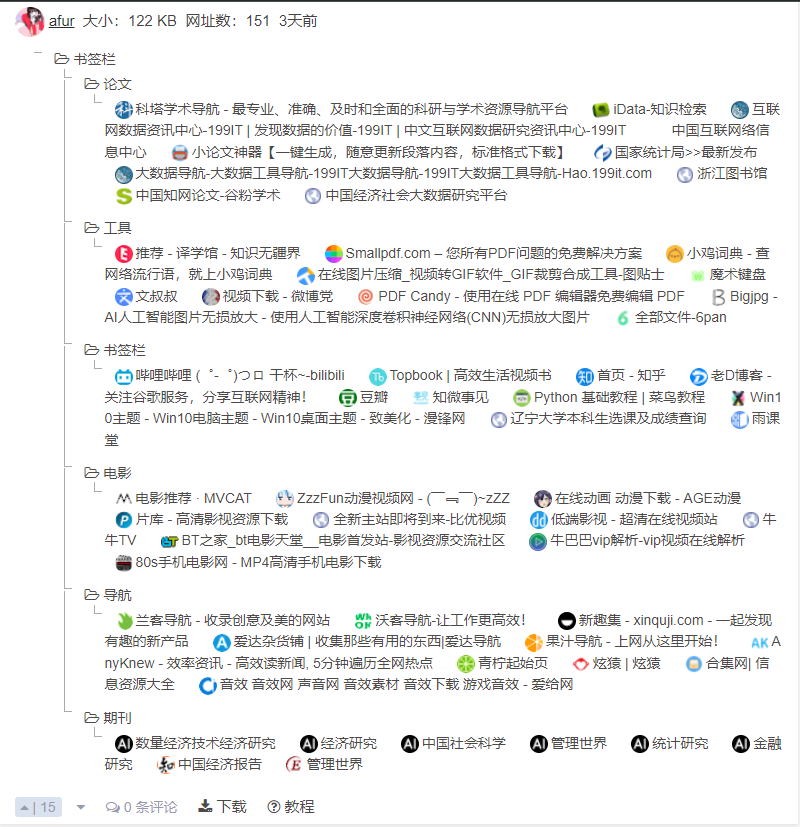 afur 大小：122 KB 网址数：151 3天前
书签栏
论文
科塔学术导航 - 最专业、准确、及时和全面的科研与学术资源导航平台 iData-知识检索 互联
网数据资讯中心-199IT | 发现数据的价值-199IT | 中文互联网数据研究资讯中心-199IT 中国互联网络信
息中心 小论文神器【一键生成，随意更新段落内容，标准格式下载】 国家统计局>>最新发布
大数据导航-大数据工具导航-199IT大数据导航-199IT大数据工具导航-Hao.199it.com 浙江图书馆
中国知网论文-谷粉学术 中国经济社会大数据研究平台
工具
推荐 - 译学馆 - 知识无疆界 Smallpdf.com – 您所有PDF问题的免费解决方案 小鸡词典 - 查
网络流行语，就上小鸡词典 在线图片压缩_视频转GIF软件_GIF裁剪合成工具-图贴士 魔术键盘
文叔叔 视频下载 - 微博党 PDF Candy - 使用在线 PDF 编辑器免费编辑 PDF Bigjpg -
AI人工智能图片无损放大 - 使用人工智能深度卷积神经网络(CNN)无损放大图片 全部文件-6pan
书签栏
哔哩哔哩 ( ゜- ゜)つロ 干杯~-bilibili Topbook | 高效生活视频书 首页 - 知乎 老D博客 -
关注谷歌服务，分享互联网精神！ 豆瓣 知微事见 Python 基础教程 | 菜鸟教程 Win1
0主题 - Win10电脑主题 - Win10桌面主题 - 致美化 - 漫锋网 辽宁大学本科生选课及成绩查询 雨课
堂
电影
电影推荐 · MVCAT ZzzFun动漫视频网 - (￣﹃￣)~zZZ 在线动画 动漫下载 - AGE动漫
片库 - 高清影视资源下载 全新主站即将到来-比优视频 低端影视 - 超清在线视频站 牛
牛TV BT之家_bt电影天堂__电影首发站-影视资源交流社区 牛巴巴vip解析-vip视频在线解析
80s手机电影网 - MP4高清手机电影下载
导航
兰客导航 - 收录创意及美的网站 沃客导航-让工作更高效！ 新趣集 - xinquji.com - 一起发现
有趣的新产品 爱达杂货铺 | 收集那些有用的东西|爱达导航 果汁导航 - 上网从这里开始！ A
nyKnew - 效率资讯 - 高效读新闻, 5分钟遍历全网热点 青柠起始页 炫猿 | 炫猿 合集网| 信
息资源大全 音效 音效网 声音网 音效素材 音效下载 游戏音效 - 爱给网
期刊
数量经济技术经济研究 经济研究 中国社会科学 管理世界 统计研究 金融
研究 中国经济报告 管理世界
| 15 0 条评论 下载 教程